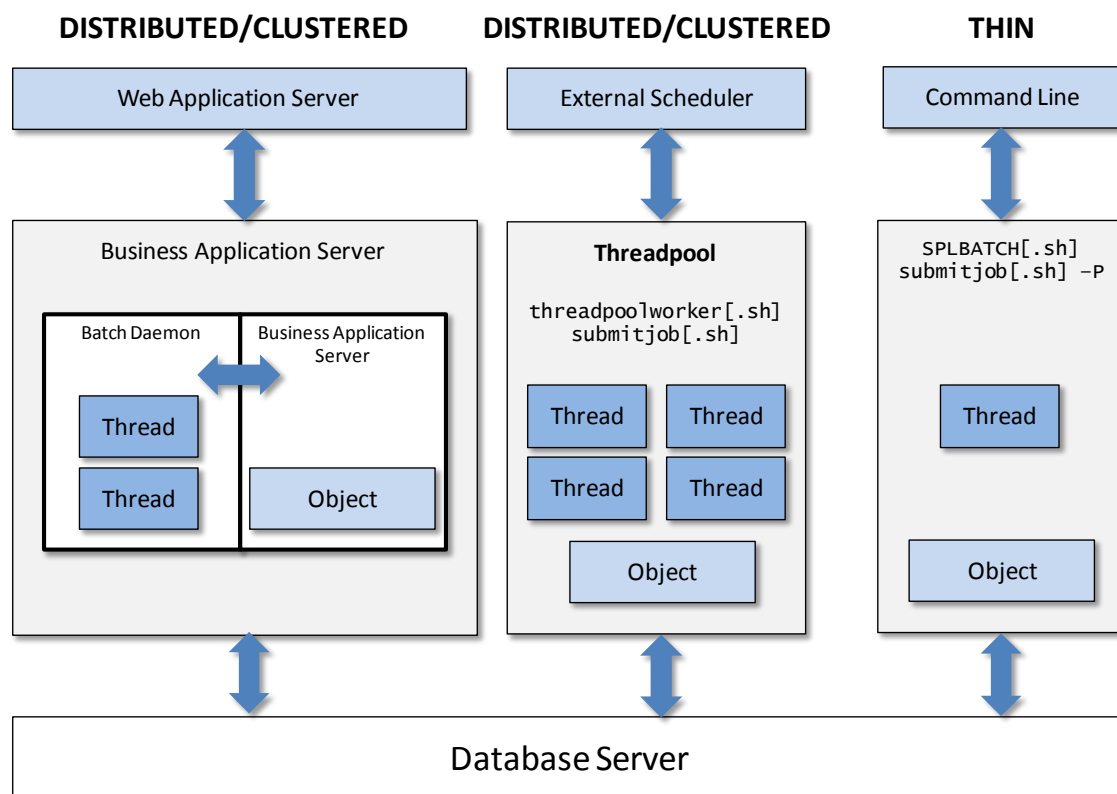 DISTRIBUTED/CLUSTERED
Web Application Server
Business Application Server
Batch Daemon
Business Application
Server
Thread
Thread
Object
DISTRIBUTED/CLUSTERED
External Scheduler
Threadpool
threadpoolworker[.sh]
submitjob[.sh]
Thread
Thread
Thread
Thread
Object
THIN
Command Line
SPLBATCH[.sh]
submitjob[.sh] –P
Thread
Object
Database Server